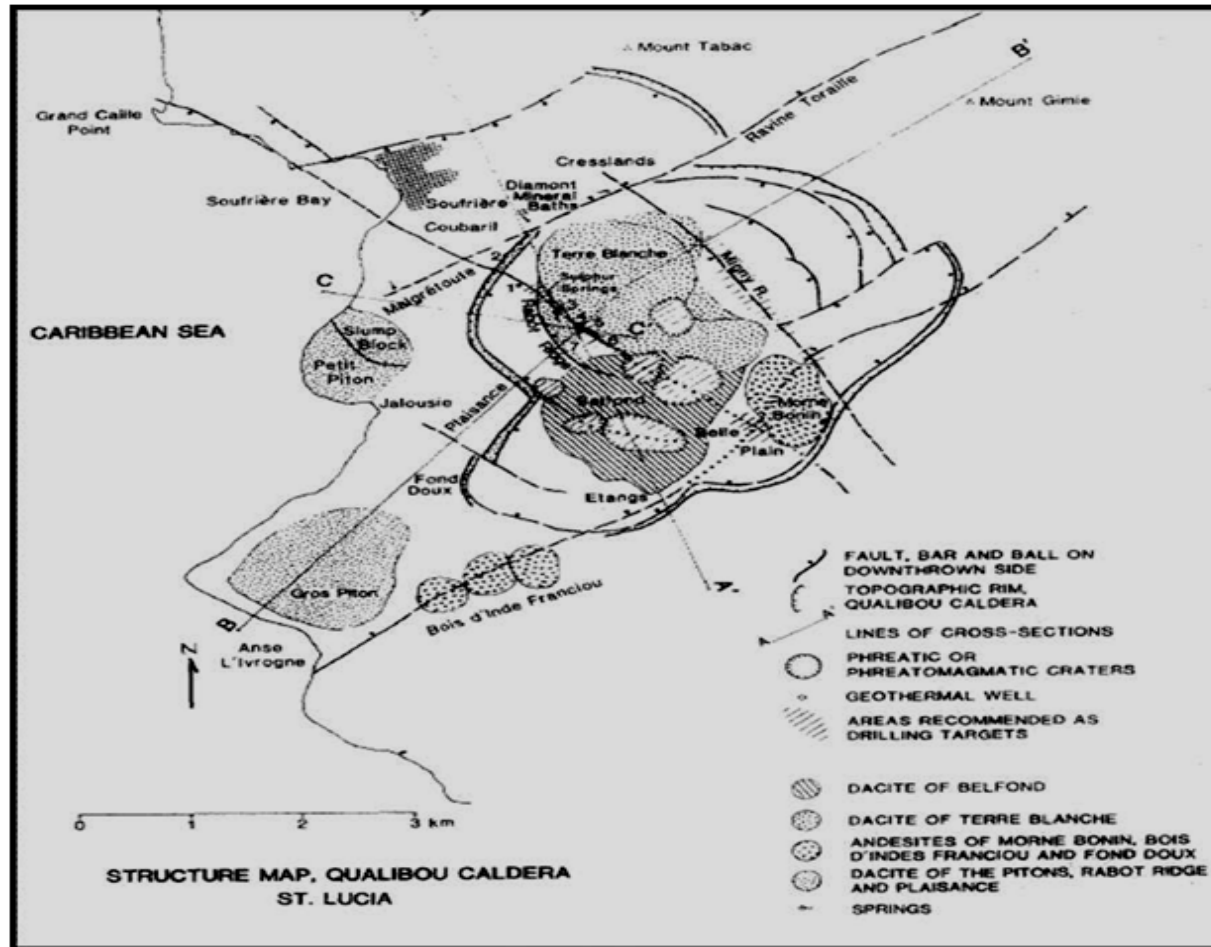 Mount Tabac
B'
Mount Gimie
Grand Caille
Point
Ravine Toraille
Cresslands
Soufrière Bay
Soufrière
Diamont
Mineral
Baths
Coubaril
Terre Blanche
Migny R.
Sulphur
Springs
Malgrétoute
C
C'
CARIBBEAN SEA
Slump
Block
Petit
Piton
Rabot Ridge
Jalousie
Plaisance
Belfond
Morne
Bonin
Belle
Plain
Fond
Doux
Etangs
Gros Piton
Bois d'Inde Franciou
B
N
Anse
L'Ivrogne
FAULT, BAR AND BALL ON
DOWNTHROWN SIDE
TOPOGRAPHIC RIM,
QUALIBOU CALDERA
A A'
LINES OF CROSS-SECTIONS
PHREATIC OR
PHREATOMAGMATIC CRATERS
GEOTHERMAL WELL
AREAS RECOMMENDED AS
DRILLING TARGETS
DACITE OF BELFOND
DACITE OF TERRE BLANCHE
ANDESITES OF MORNE BONIN, BOIS
D'INDES FRANCIOU AND FOND DOUX
DACITE OF THE PITONS, RABOT RIDGE
AND PLAISANCE
SPRINGS
0 1 2 3 km
STRUCTURE MAP, QUALIBOU CALDERA
ST. LUCIA